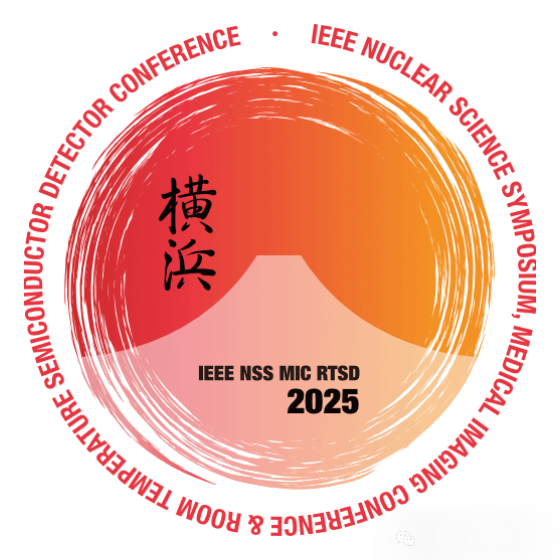 IEEE NUCLEAR SCIENCE SYMPOSIUM, MEDICAL IMAGING CONFERENCE & ROOM TEMPERATURE SEMICONDUCTOR DETECTOR CONFERENCE ·
横浜
IEEE NSS MIC RTSD
2025